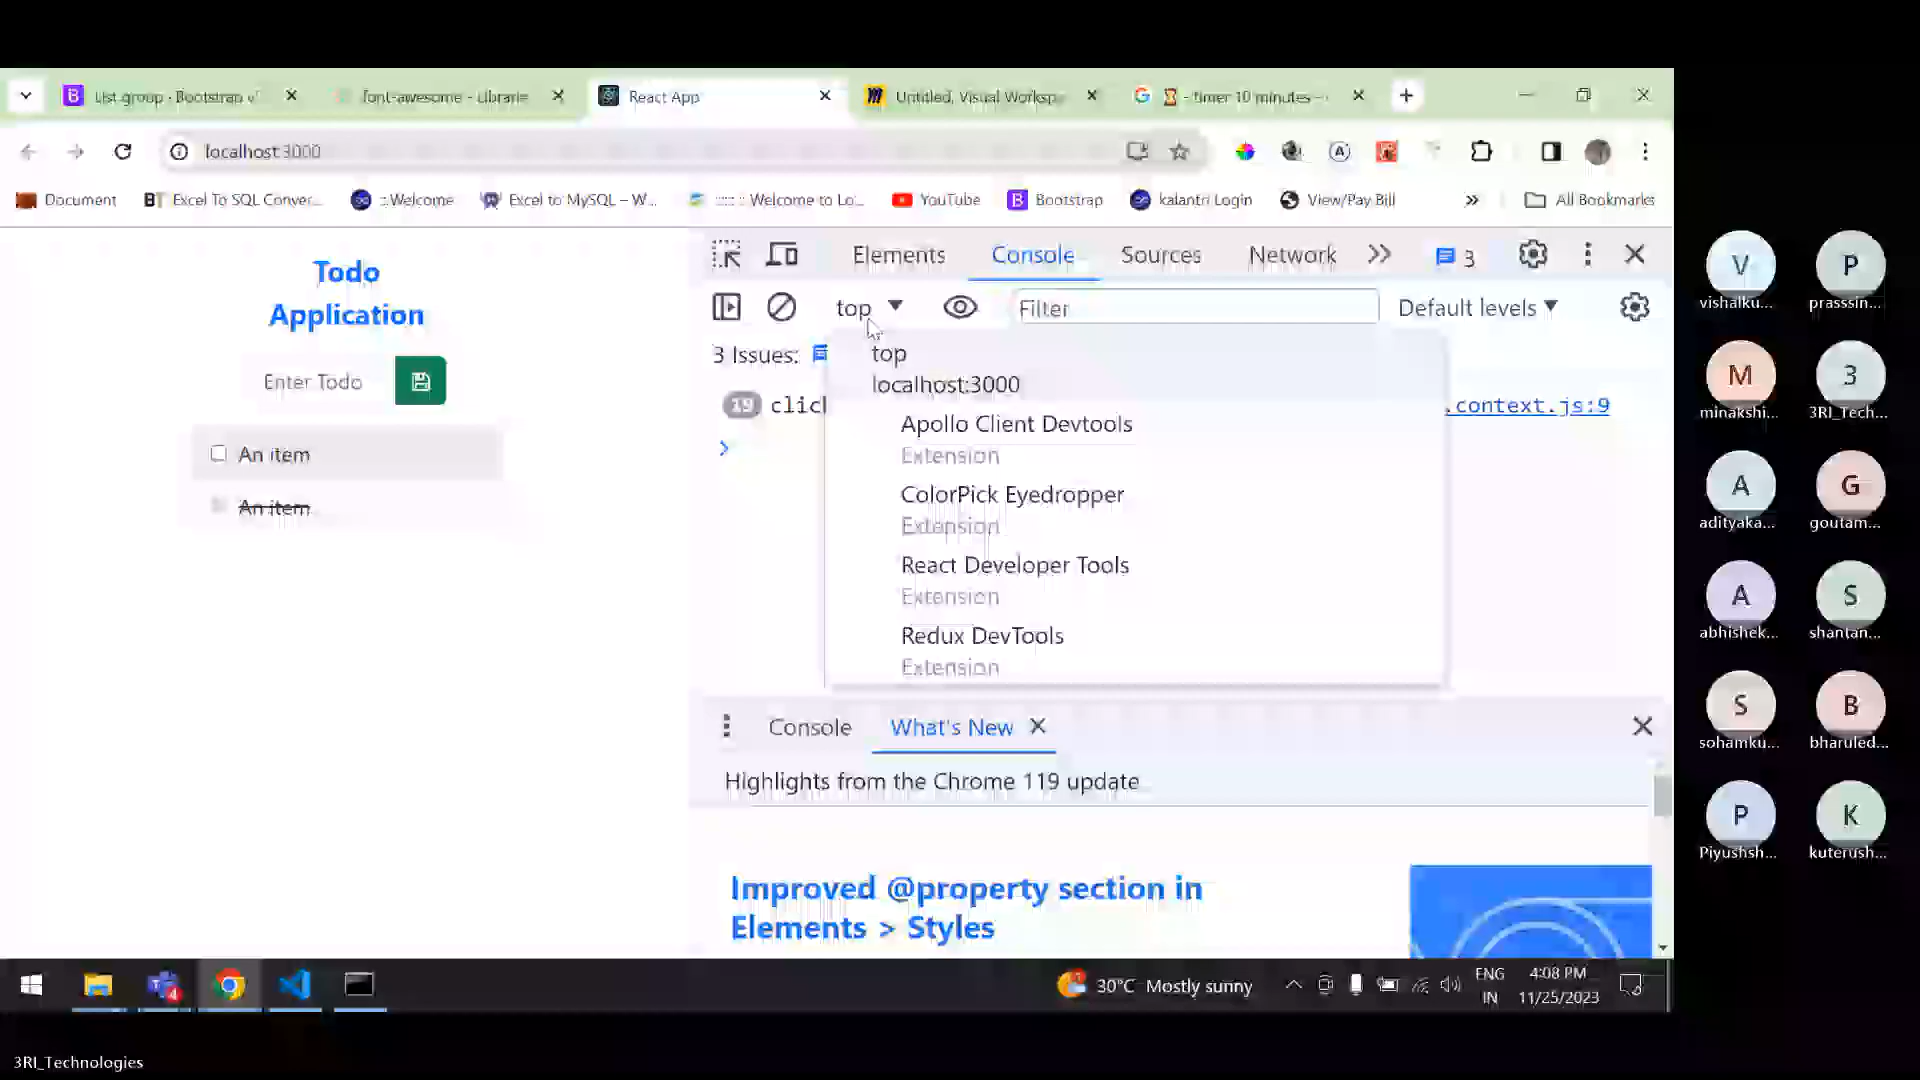 List group · Bootstrap v
font-awesome - Librarie
React App
Untitled, Visual Worksp
- timer 10 minutes -
localhost:3000
Document
Excel To SQL Conver...
::Welcome
Excel to MySQL – W...
::::: :: Welcome to Lo...
YouTube
Bootstrap
kalantri Login
View/Pay Bill
All Bookmarks
Todo
Application
Enter Todo
An item
An item
Elements
Console
Sources
Network
3
top
Filter
Default levels
3 Issues:
top
localhost:3000
19
click
.context.js:9
Apollo Client Devtools
Extension
ColorPick Eyedropper
Extension
React Developer Tools
Extension
Redux DevTools
Extension
Console
What's New
Highlights from the Chrome 119 update
Improved @property section in
Elements > Styles
V
vishalku...
P
prasssin...
M
minakshi...
3
3RI_Tech...
A
adityaka...
G
goutam...
A
abhishek...
S
shantan...
S
sohamku...
B
bharuled...
P
Piyushsh...
K
kuterush...
4
30°C Mostly sunny
ENG
IN
4:08 PM
11/25/2023
3RI_Technologies